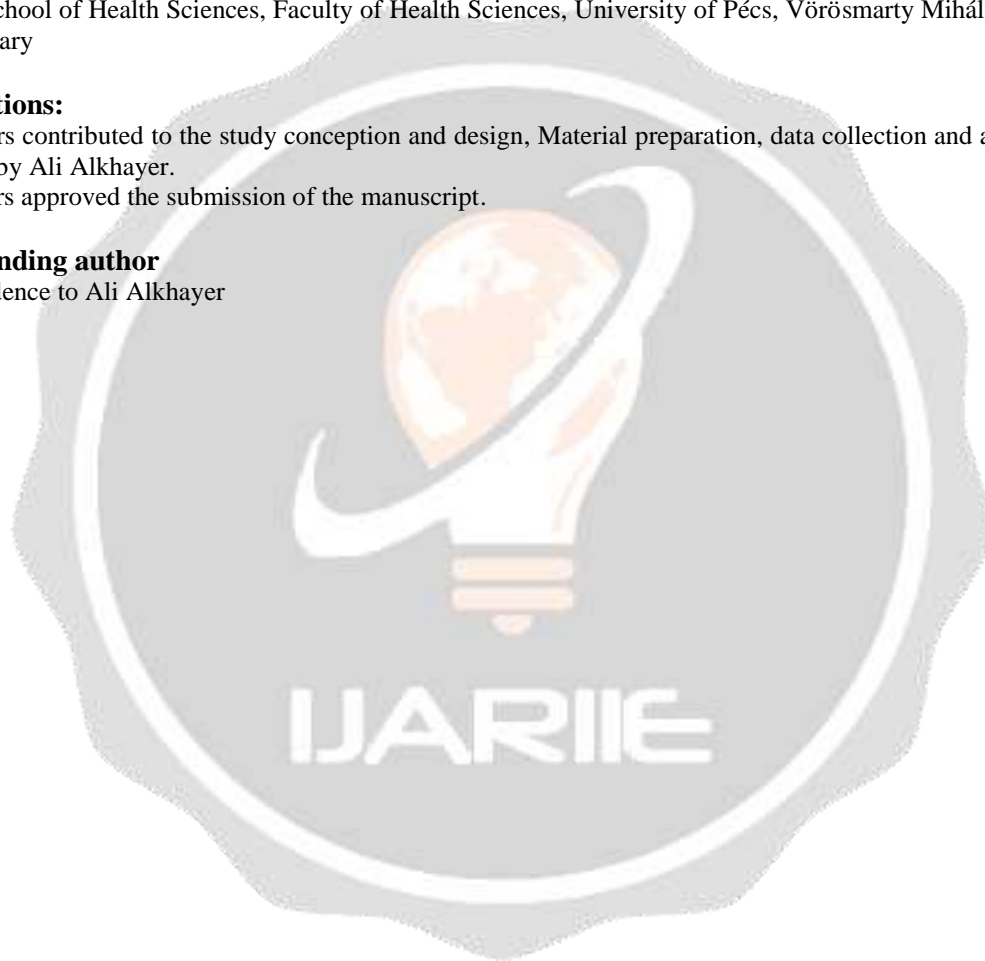 chool of Health Sciences, Faculty of Health Sciences, University of Pécs, Vörösmarty Mihál
ary
tions:
rs contributed to the study conception and design, Material preparation, data collection and a
by Ali Alkhayer.
rs approved the submission of the manuscript.
nding author
dence to Ali Alkhayer
IJARIIE